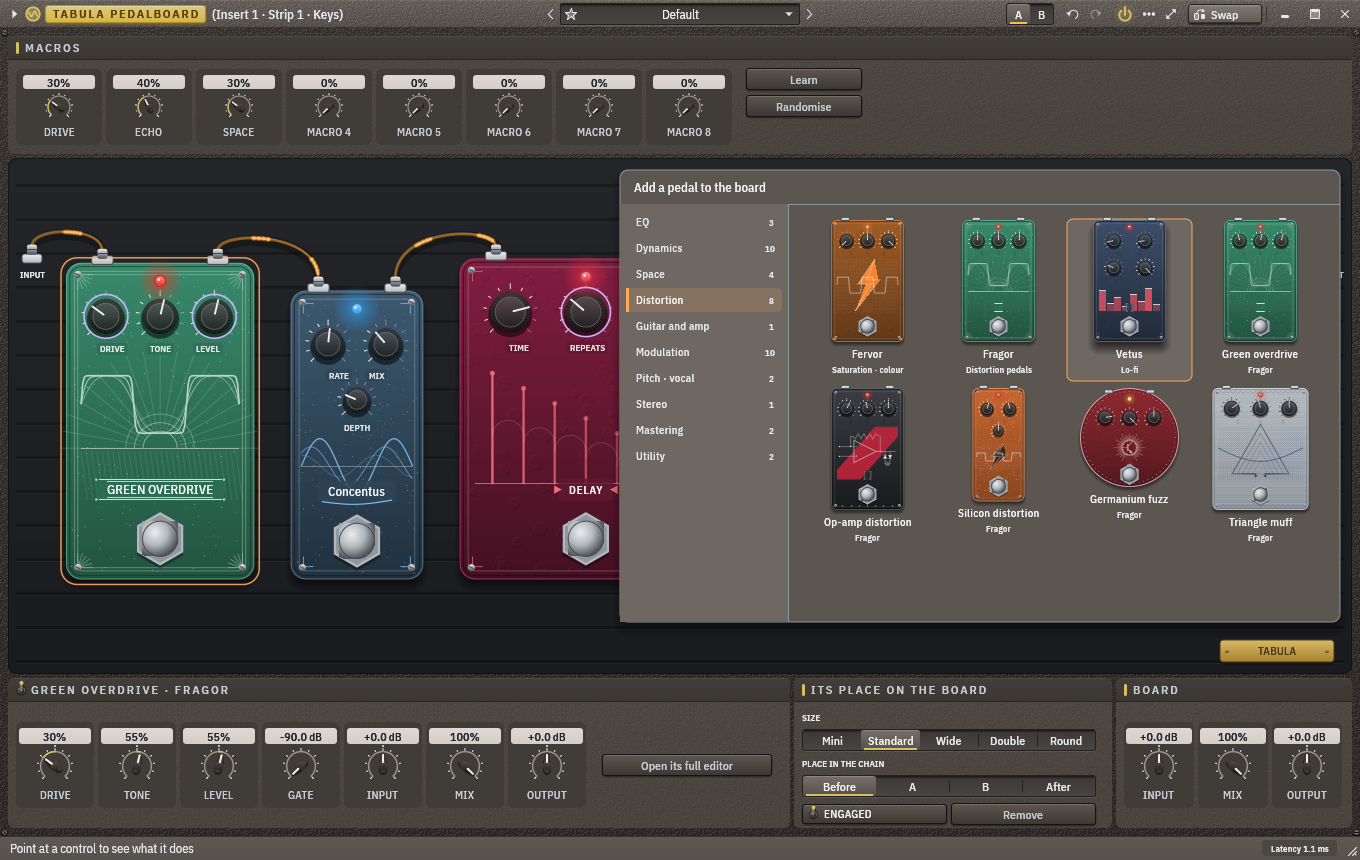 TABULA PEDALBOARD (Insert 1 · Strip 1 · Keys) Default A B Swap
MACROS
30% 40% 30% 0% 0% 0% 0% 0%
DRIVE ECHO SPACE MACRO 4 MACRO 5 MACRO 6 MACRO 7 MACRO 8
Learn
Randomise
INPUT
DRIVE TONE LEVEL
GREEN OVERDRIVE
RATE MIX
DEPTH
Concentus
TIME REPEATS
DELAY
Add a pedal to the board
EQ 3
Dynamics 10
Space 4
Distortion 8
Guitar and amp 1
Modulation 10
Pitch · vocal 2
Stereo 1
Mastering 2
Utility 2
Fervor Fragor Vetus Green overdrive
Saturation · colour Distortion pedals Lo-fi Fragor
Op-amp distortion Silicon distortion Germanium fuzz Triangle muff
Fragor Fragor Fragor Fragor
T
TABULA
GREEN OVERDRIVE · FRAGOR
30% 55% 55% -90.0 dB +0.0 dB 100% +0.0 dB
DRIVE TONE LEVEL GATE INPUT MIX OUTPUT
Open its full editor
ITS PLACE ON THE BOARD
SIZE
Mini Standard Wide Double Round
PLACE IN THE CHAIN
Before A B After
ENGAGED Remove
BOARD
+0.0 dB 100% +0.0 dB
INPUT MIX OUTPUT
Point at a control to see what it does
Latency 1.1 ms